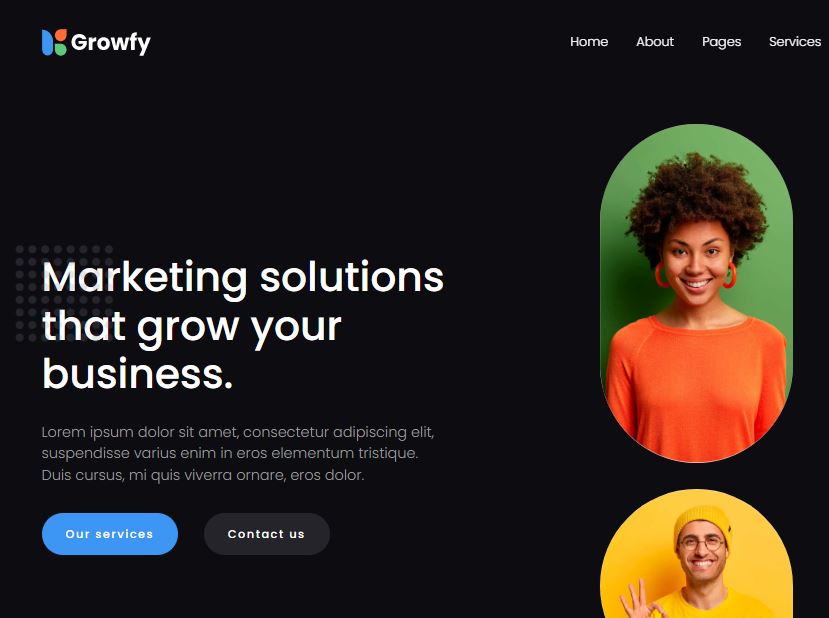 Growfy
Home About Pages Services
Marketing solutions
that grow your
business.
Lorem ipsum dolor sit amet, consectetur adipiscing elit,
suspendisse varius enim in eros elementum tristique.
Duis cursus, mi quis viverra ornare, eros dolor.
Our services Contact us